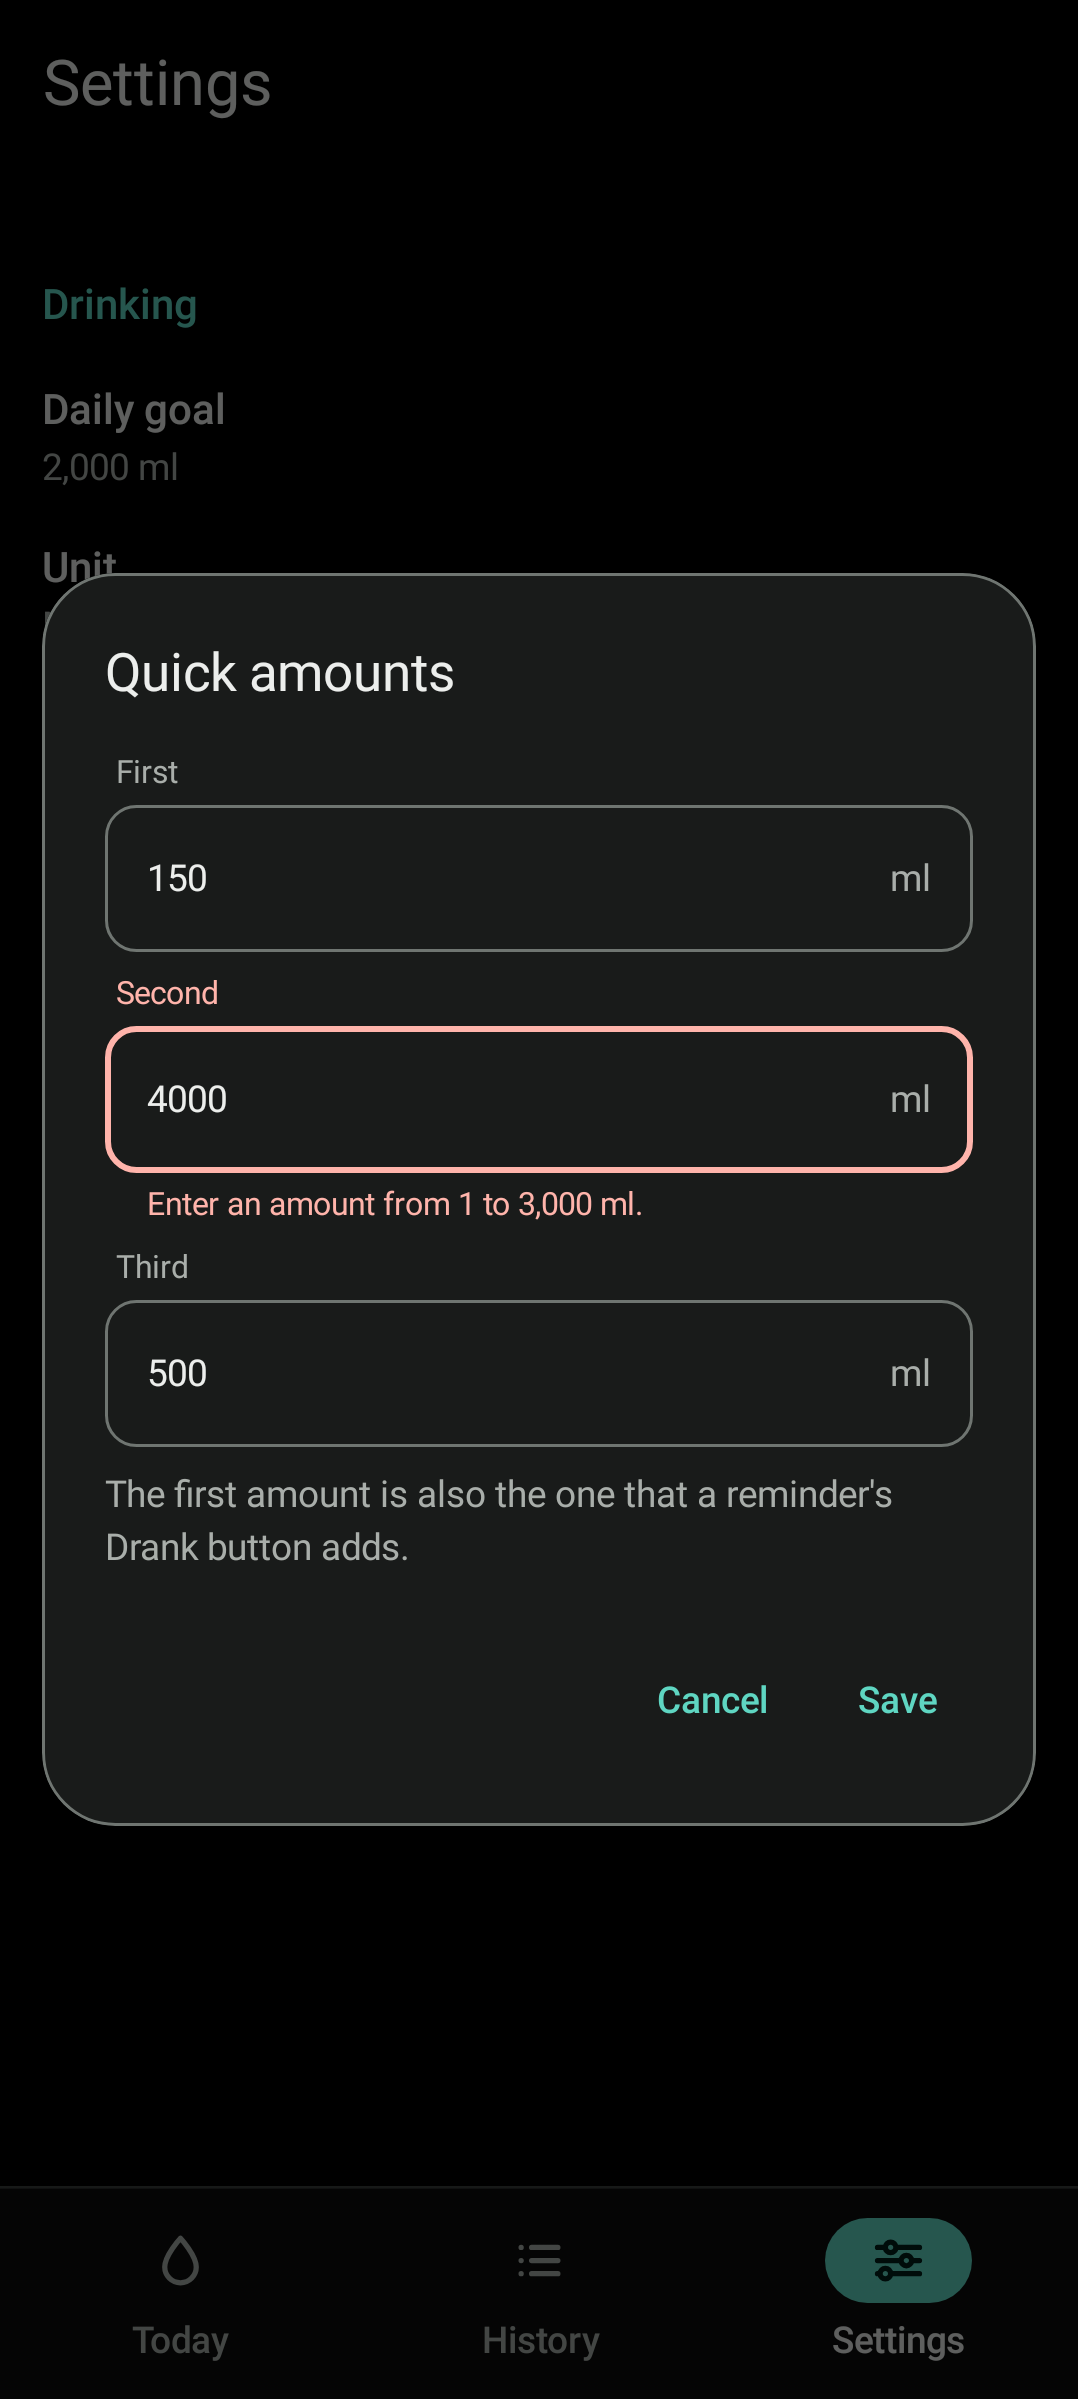 Settings
Drinking
Daily goal
2,000 ml
Unit
Quick amounts
First
150 ml
Second
4000 ml
Enter an amount from 1 to 3,000 ml.
Third
500 ml
The first amount is also the one that a reminder's
Drank button adds.
Cancel Save
Today History Settings